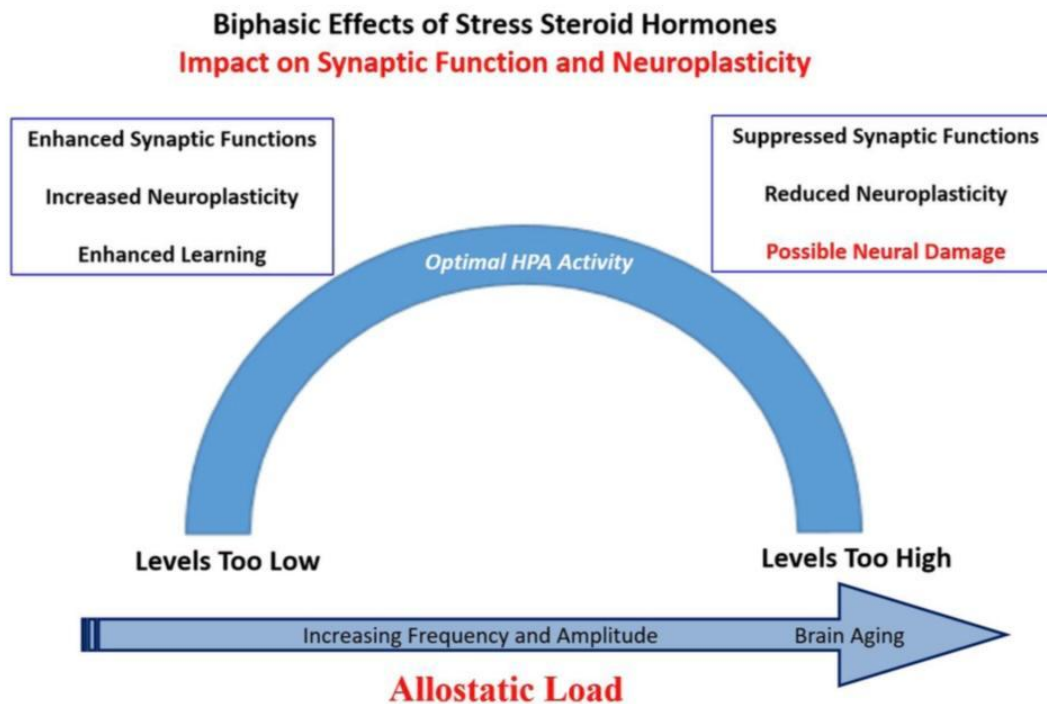 Biphasic Effects of Stress Steroid Hormones
Impact on Synaptic Function and Neuroplasticity
Enhanced Synaptic Functions
Increased Neuroplasticity
Enhanced Learning
Suppressed Synaptic Functions
Reduced Neuroplasticity
Possible Neural Damage
Optimal HPA Activity
Levels Too Low
Levels Too High
Increasing Frequency and Amplitude
Brain Aging
Allostatic Load